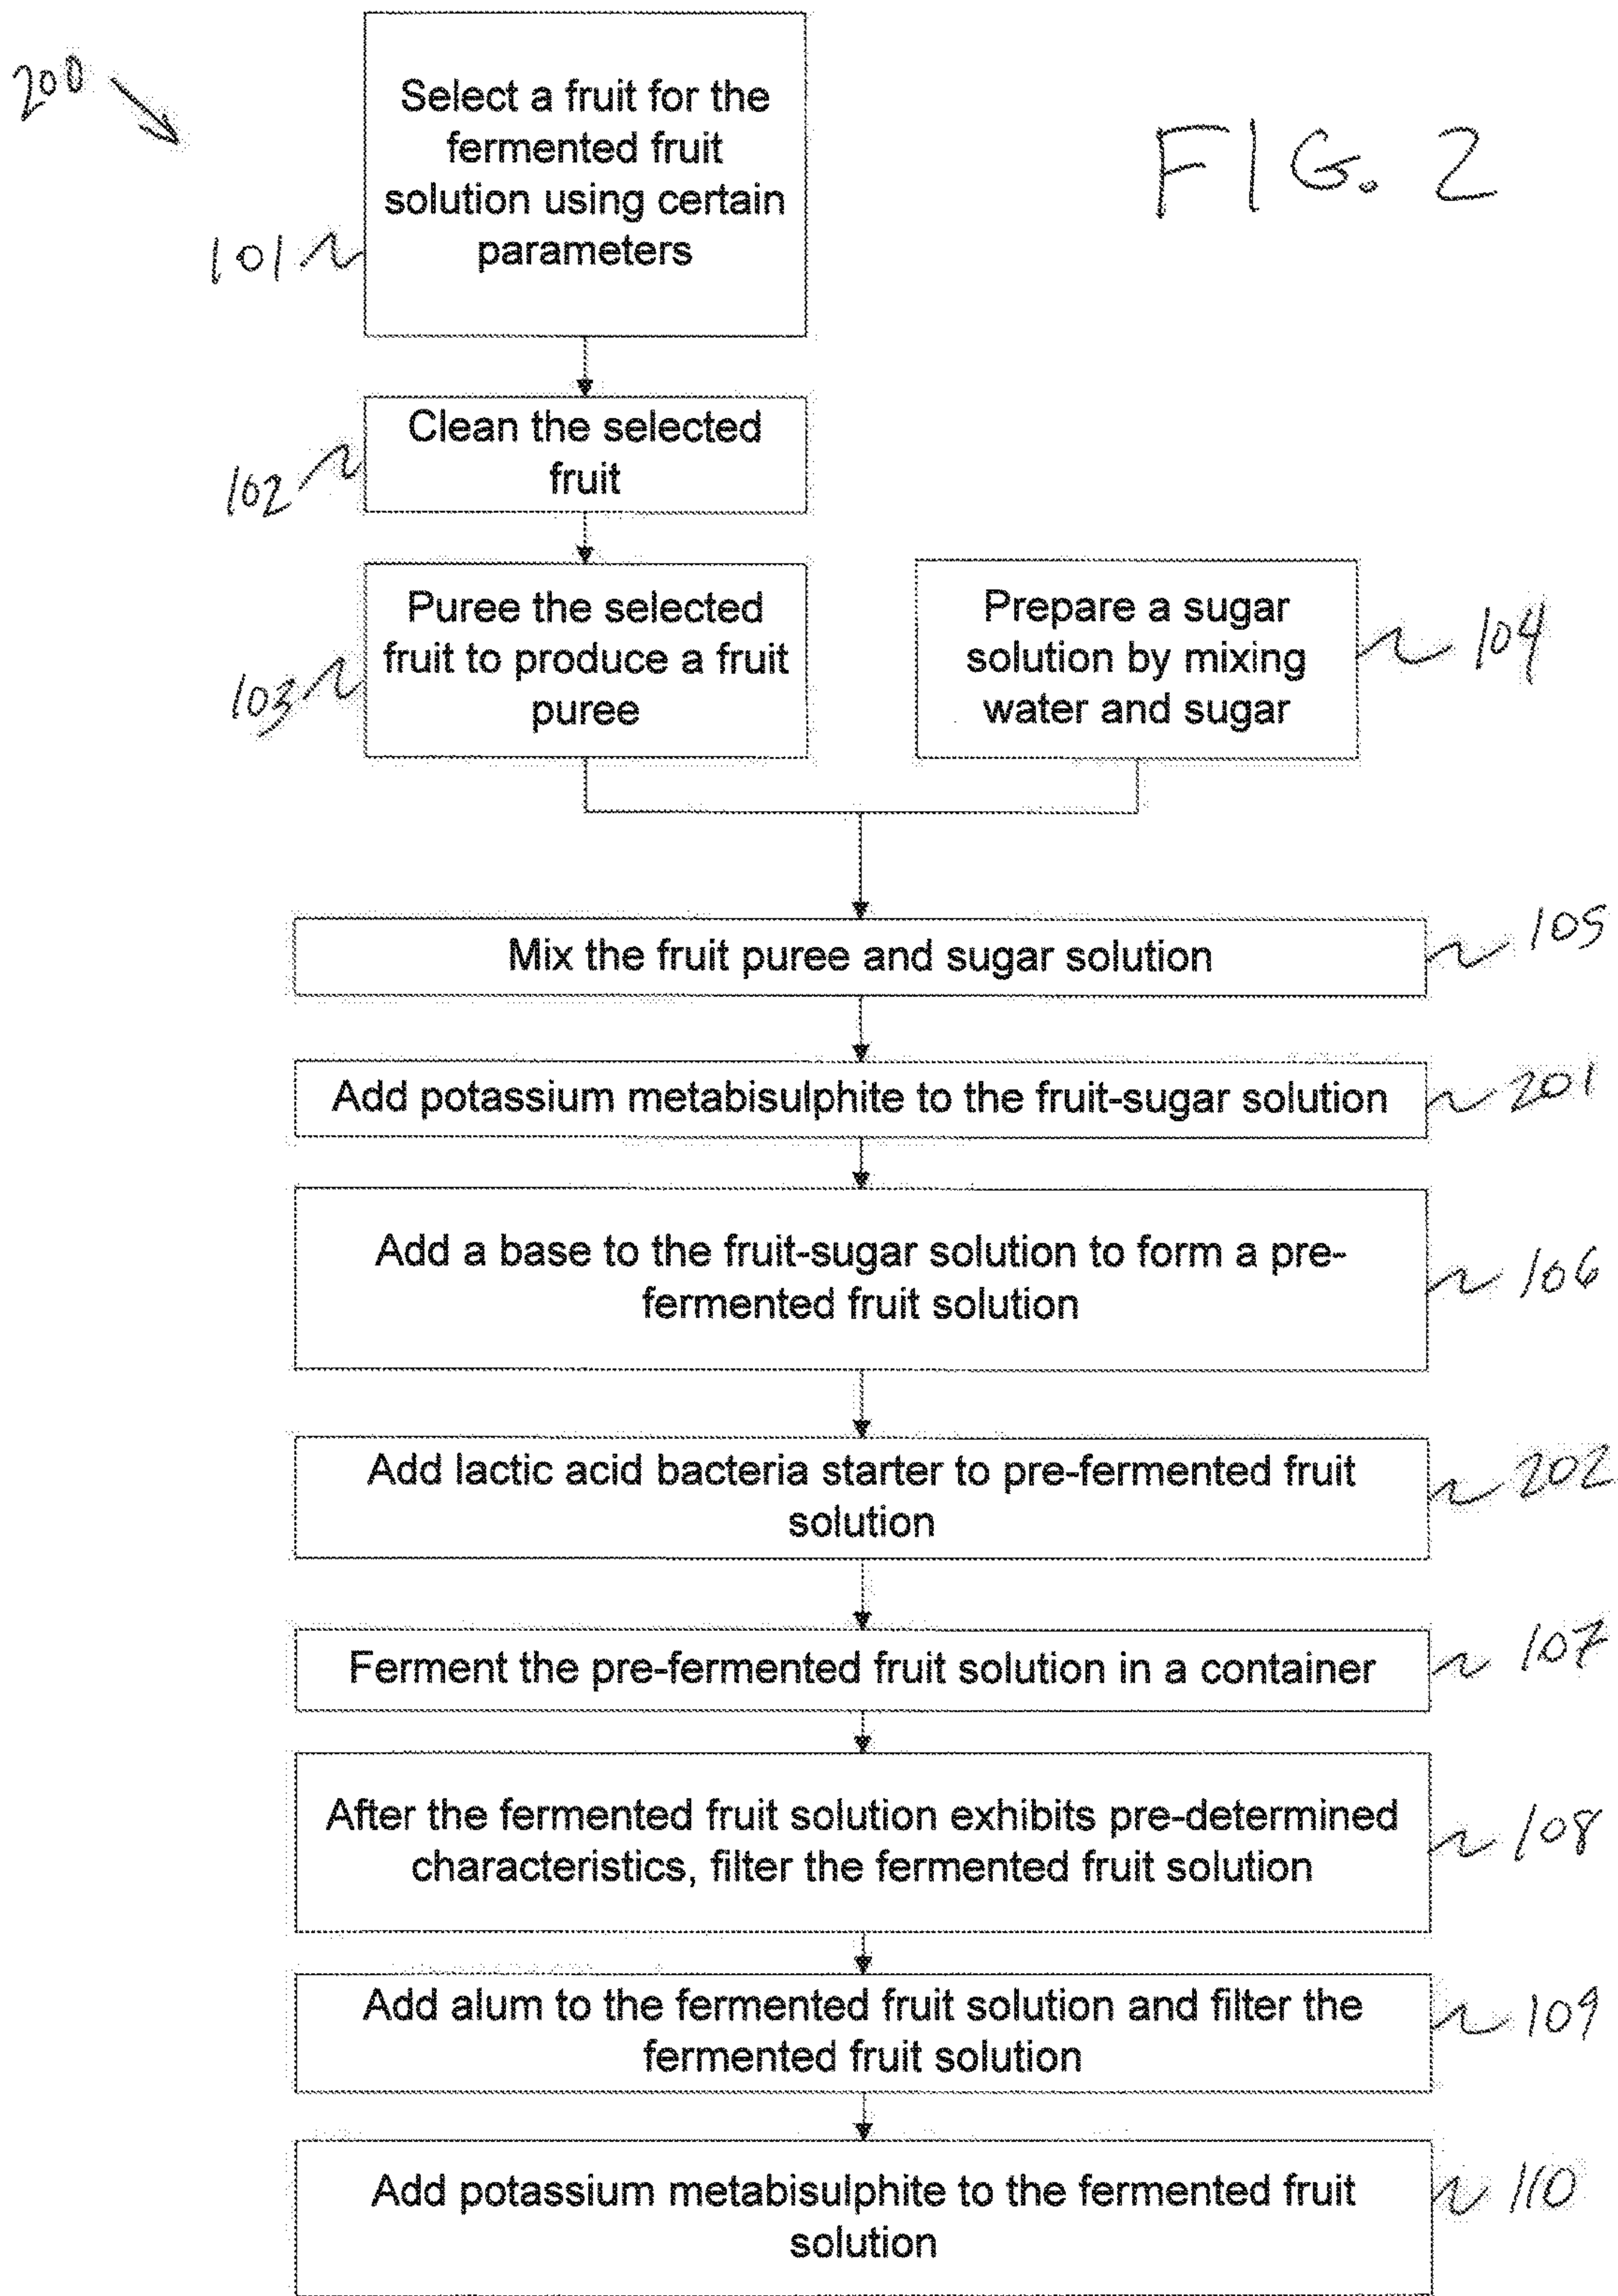 200
FIG. 2
Select a fruit for the
fermented fruit
solution using certain
parameters
101
Clean the selected
fruit
102
Puree the selected
fruit to produce a fruit
puree
103
Prepare a sugar
solution by mixing
water and sugar
104
Mix the fruit puree and sugar solution
105
Add potassium metabisulphite to the fruit-sugar solution
201
Add a base to the fruit-sugar solution to form a pre-
fermented fruit solution
106
Add lactic acid bacteria starter to pre-fermented fruit
solution
202
Ferment the pre-fermented fruit solution in a container
107
After the fermented fruit solution exhibits pre-determined
characteristics, filter the fermented fruit solution
108
Add alum to the fermented fruit solution and filter the
fermented fruit solution
109
Add potassium metabisulphite to the fermented fruit
solution
110